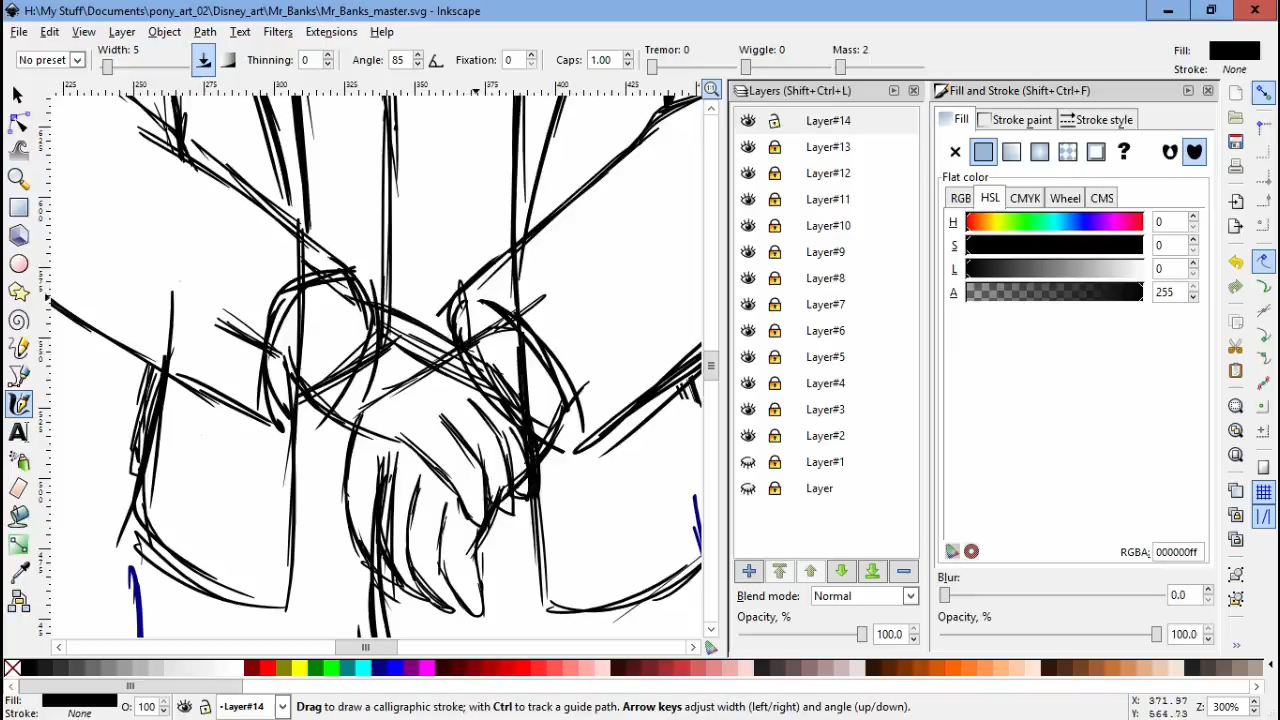 H:\My Stuff\Documents\pony_art_02\Disney_art\Mr_Banks\Mr_Banks_master.svg - Inkscape
File Edit View Layer Object Path Text Filters Extensions Help
No preset Width: 5 Thinning: 0 Angle: 85 Fixation: 0 Caps: 1.00 Tremor: 0 Wiggle: 0 Mass: 2 Fill:
Stroke: None
Layers (Shift+Ctrl+L)
Layer#14
Layer#13
Layer#12
Layer#11
Layer#10
Layer#9
Layer#8
Layer#7
Layer#6
Layer#5
Layer#4
Layer#3
Layer#2
Layer#1
Layer
Blend mode: Normal
Opacity, %
100.0
Fill and Stroke (Shift+Ctrl+F)
Fill Stroke paint Stroke style
?
Flat color
RGB HSL CMYK Wheel CMS
H 0
S 0
L 0
A 255
RGBA: 000000ff
Blur:
0.0
Opacity, %
100.0
Fill:
Stroke: None
O: 100
-Layer#14
Drag to draw a calligraphic stroke; with Ctrl to track a guide path. Arrow keys adjust width (left/right) and angle (up/down).
X: 371.97
Y: 564.73
Z: 300%